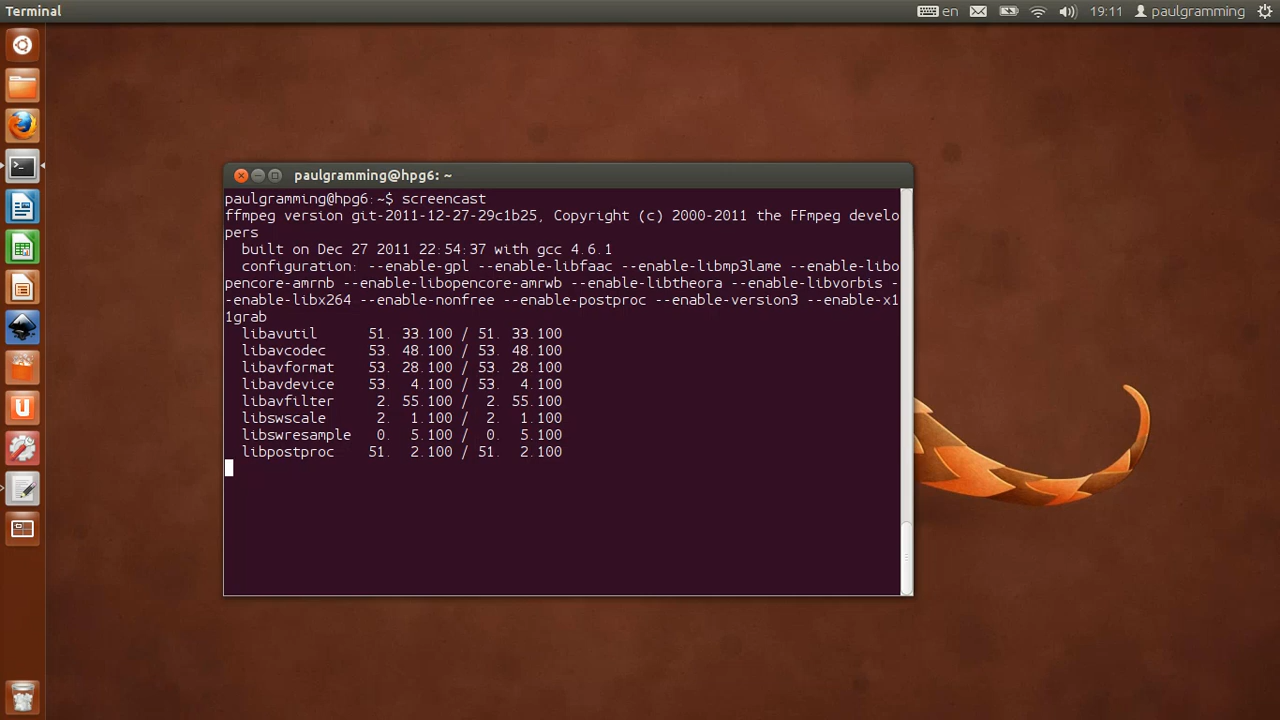 Terminal
en
19:11
paulgramming
paulgramming@hpg6: ~
paulgramming@hpg6:~$ screencast
ffmpeg version git-2011-12-27-29c1b25, Copyright (c) 2000-2011 the FFmpeg develo
pers
  built on Dec 27 2011 22:54:37 with gcc 4.6.1
  configuration: --enable-gpl --enable-libfaac --enable-libmp3lame --enable-libo
pencore-amrnb --enable-libopencore-amrwb --enable-libtheora --enable-libvorbis -
-enable-libx264 --enable-nonfree --enable-postproc --enable-version3 --enable-x1
1grab
  libavutil      51. 33.100 / 51. 33.100
  libavcodec     53. 48.100 / 53. 48.100
  libavformat    53. 28.100 / 53. 28.100
  libavdevice    53.  4.100 / 53.  4.100
  libavfilter     2. 55.100 /  2. 55.100
  libswscale      2.  1.100 /  2.  1.100
  libswresample   0.  5.100 /  0.  5.100
  libpostproc    51.  2.100 / 51.  2.100